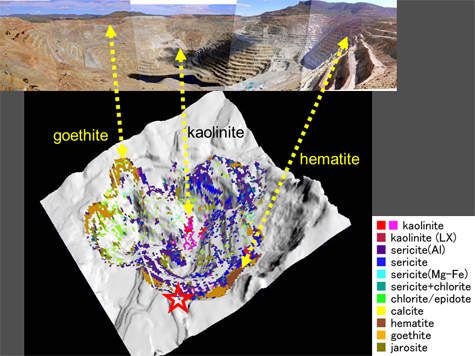 goethite
kaolinite
hematite
kaolinite
kaolinite (LX)
sericite(Al)
sericite
sericite(Mg-Fe)
sericite+chlorite
chlorite/epidote
calcite
hematite
goethite
jarosite